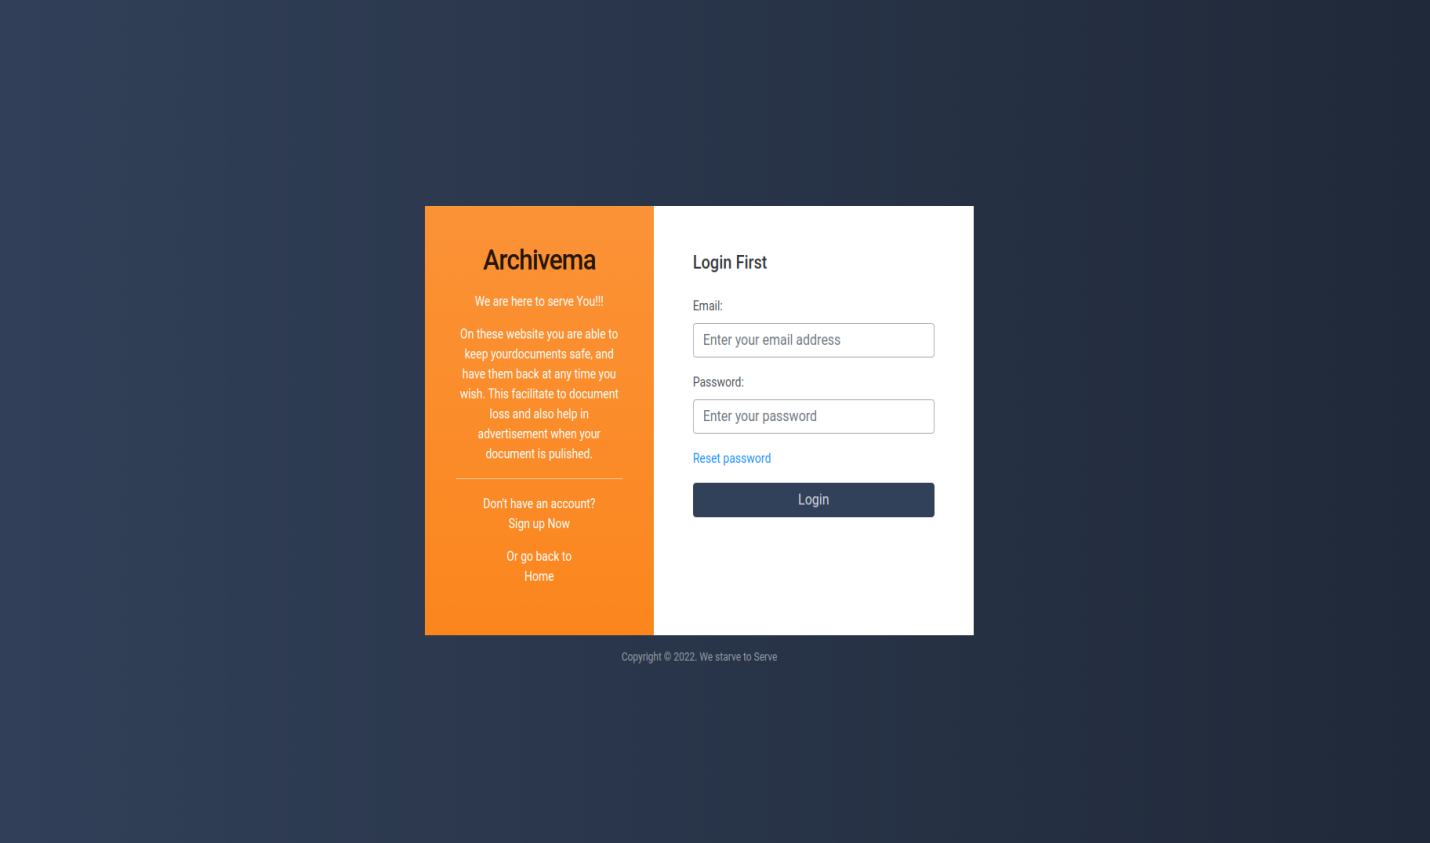 Archivema
We are here to serve You!!!
On these website you are able to
keep yourdocuments safe, and
have them back at any time you
wish. This facilitate to document
loss and also help in
advertisement when your
document is pulished.
Don't have an account?
Sign up Now
Or go back to
Home
Login First
Email:
Enter your email address
Password:
Enter your password
Reset password
Login
Copyright © 2022. We starve to Serve